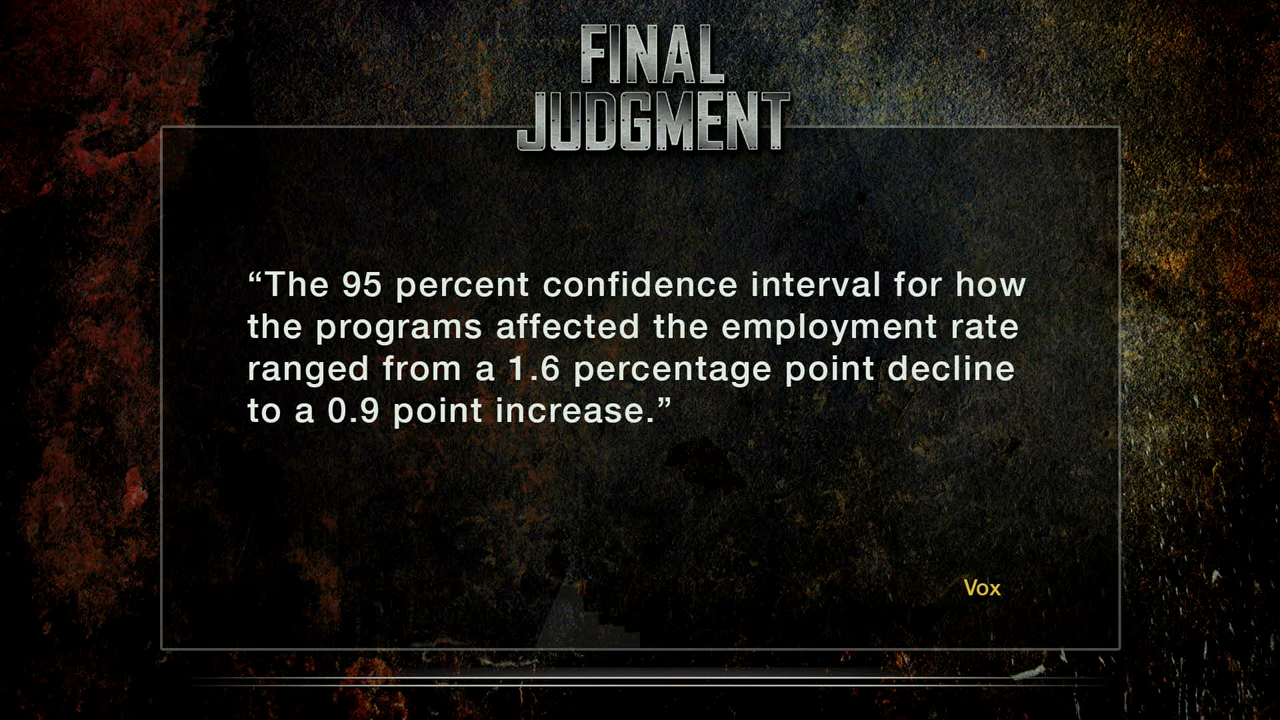 FINAL
JUDGMENT
“The 95 percent confidence interval for how
the programs affected the employment rate
ranged from a 1.6 percentage point decline
to a 0.9 point increase.”
Vox